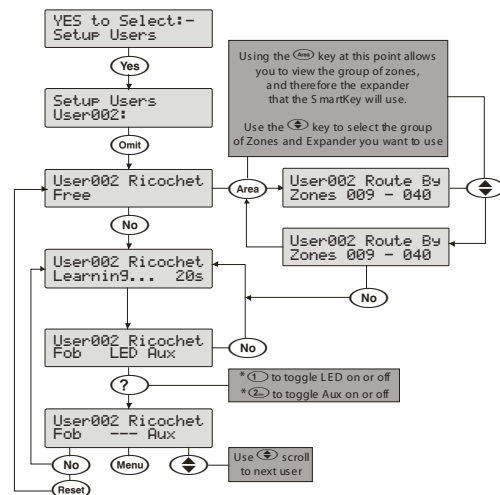 YES to Select:-
Setup Users
Yes
Setup Users
User002:
Omit
User002 Ricochet
Free
No
User002 Ricochet
Learning... 20s
User002 Ricochet
Fob LED Aux
No
?
User002 Ricochet
Fob --- Aux
No
Menu
Reset
Using the Area key at this point allows
you to view the group of zones,
and therefore the expander
that the SmartKey will use.
Use the key to select the group
of Zones and Expander you want to use
Area
User002 Route By
Zones 009 - 040
User002 Route By
Zones 009 - 040
No
* 1 to toggle LED on or off
* 2 to toggle Aux on or off
Use scroll
to next user